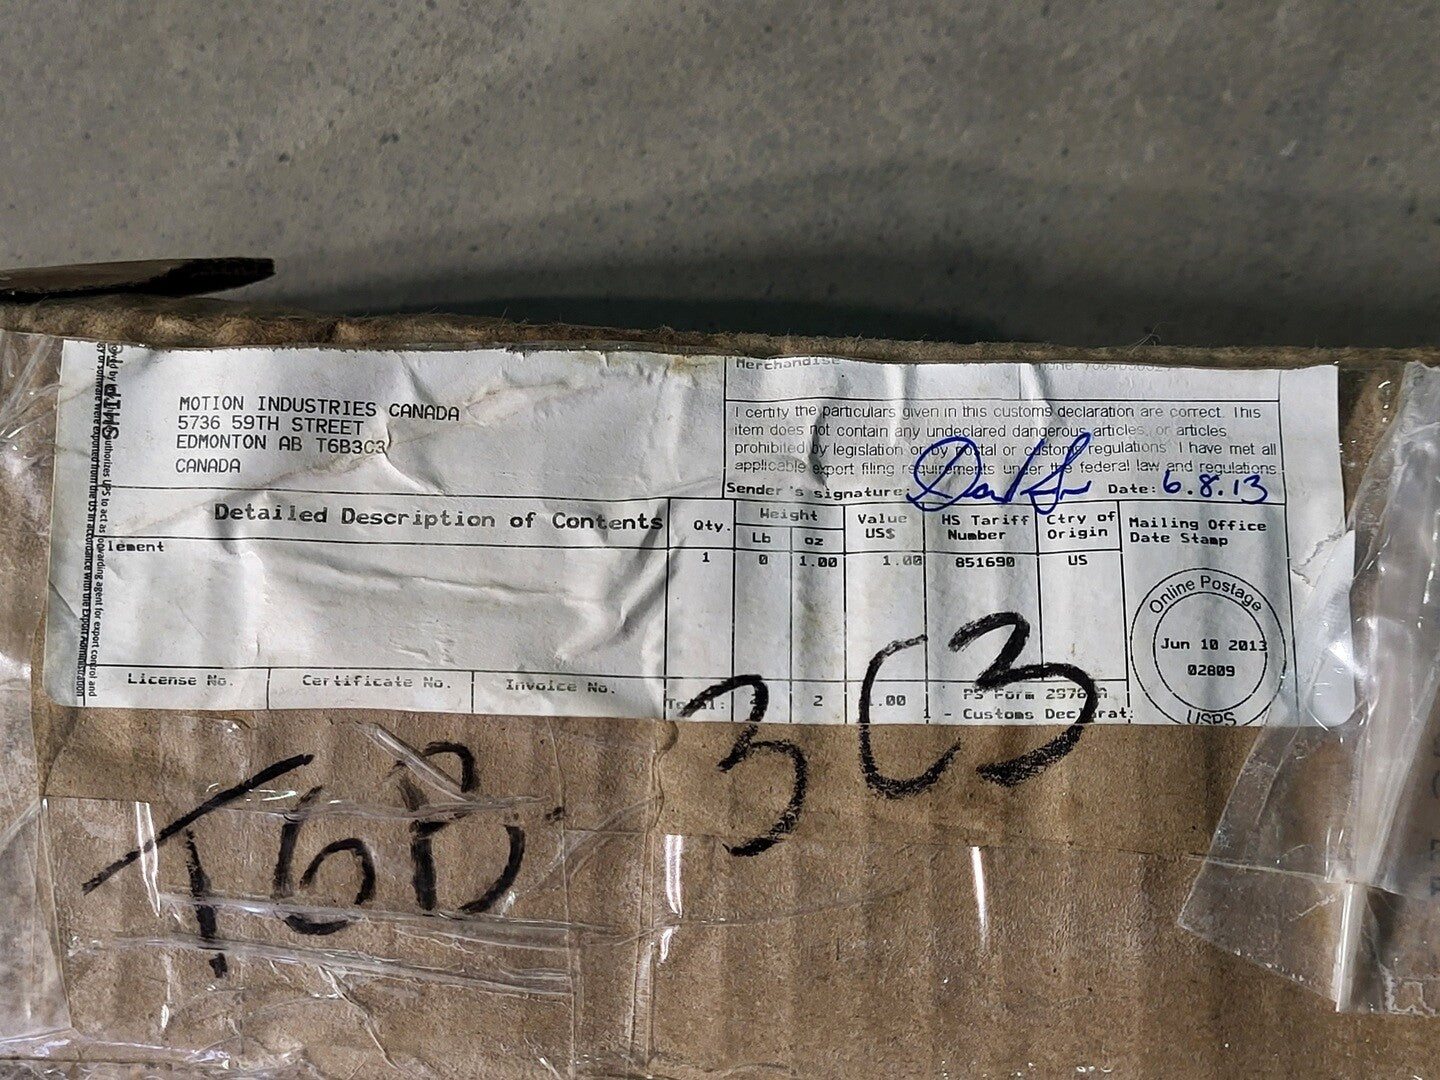 MOTION INDUSTRIES CANADA
5736 59TH STREET
EDMONTON AB T6B3C3
CANADA
Merchandise
I certify the particulars given in this customs declaration are correct. This
item does not contain any undeclared dangerous articles, or articles
prohibited by legislation or by postal or customs regulations. I have met all
applicable export filing requirements under the federal law and regulations
Sender's signature: Date: 6.8.13
Detailed Description of Contents Qty. Weight Lb oz Value US$ HS Tariff Number Ctry of Origin Mailing Office Date Stamp
lement 1 0 1.00 1.00 851690 US
Online Postage
Jun 10 2013
02809
USPS
License No. Certificate No. Invoice No. Total: 2 1.00 PS Form 2976-A
1 - Customs Declarat
T6B 3C3